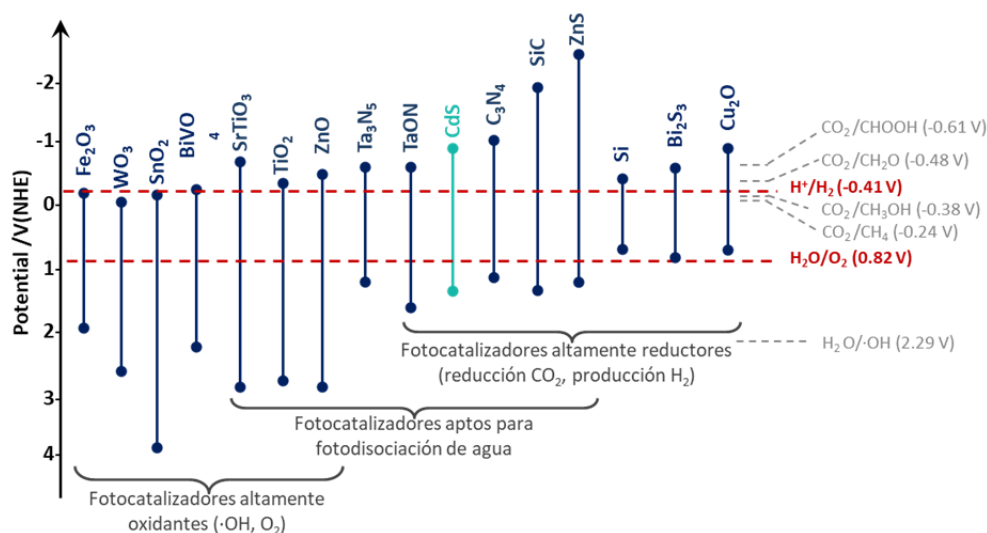 Potential /V(NHE)
-2
-1
0
1
2
3
4
Fe₂O₃
WO₃
SnO₂
BiVO
4
SrTiO₃
TiO₂
ZnO
Ta₃N₅
TaON
CdS
C₃N₄
SiC
ZnS
Si
Bi₂S₃
Cu₂O
CO₂/CHOOH (-0.61 V)
CO₂/CH₂O (-0.48 V)
H⁺/H₂ (-0.41 V)
CO₂/CH₃OH (-0.38 V)
CO₂/CH₄ (-0.24 V)
H₂O/O₂ (0.82 V)
H₂O/·OH (2.29 V)
Fotocatalizadores altamente reductores
(reducción CO₂, producción H₂)
Fotocatalizadores aptos para
fotodisociación de agua
Fotocatalizadores altamente
oxidantes (·OH, O₂)